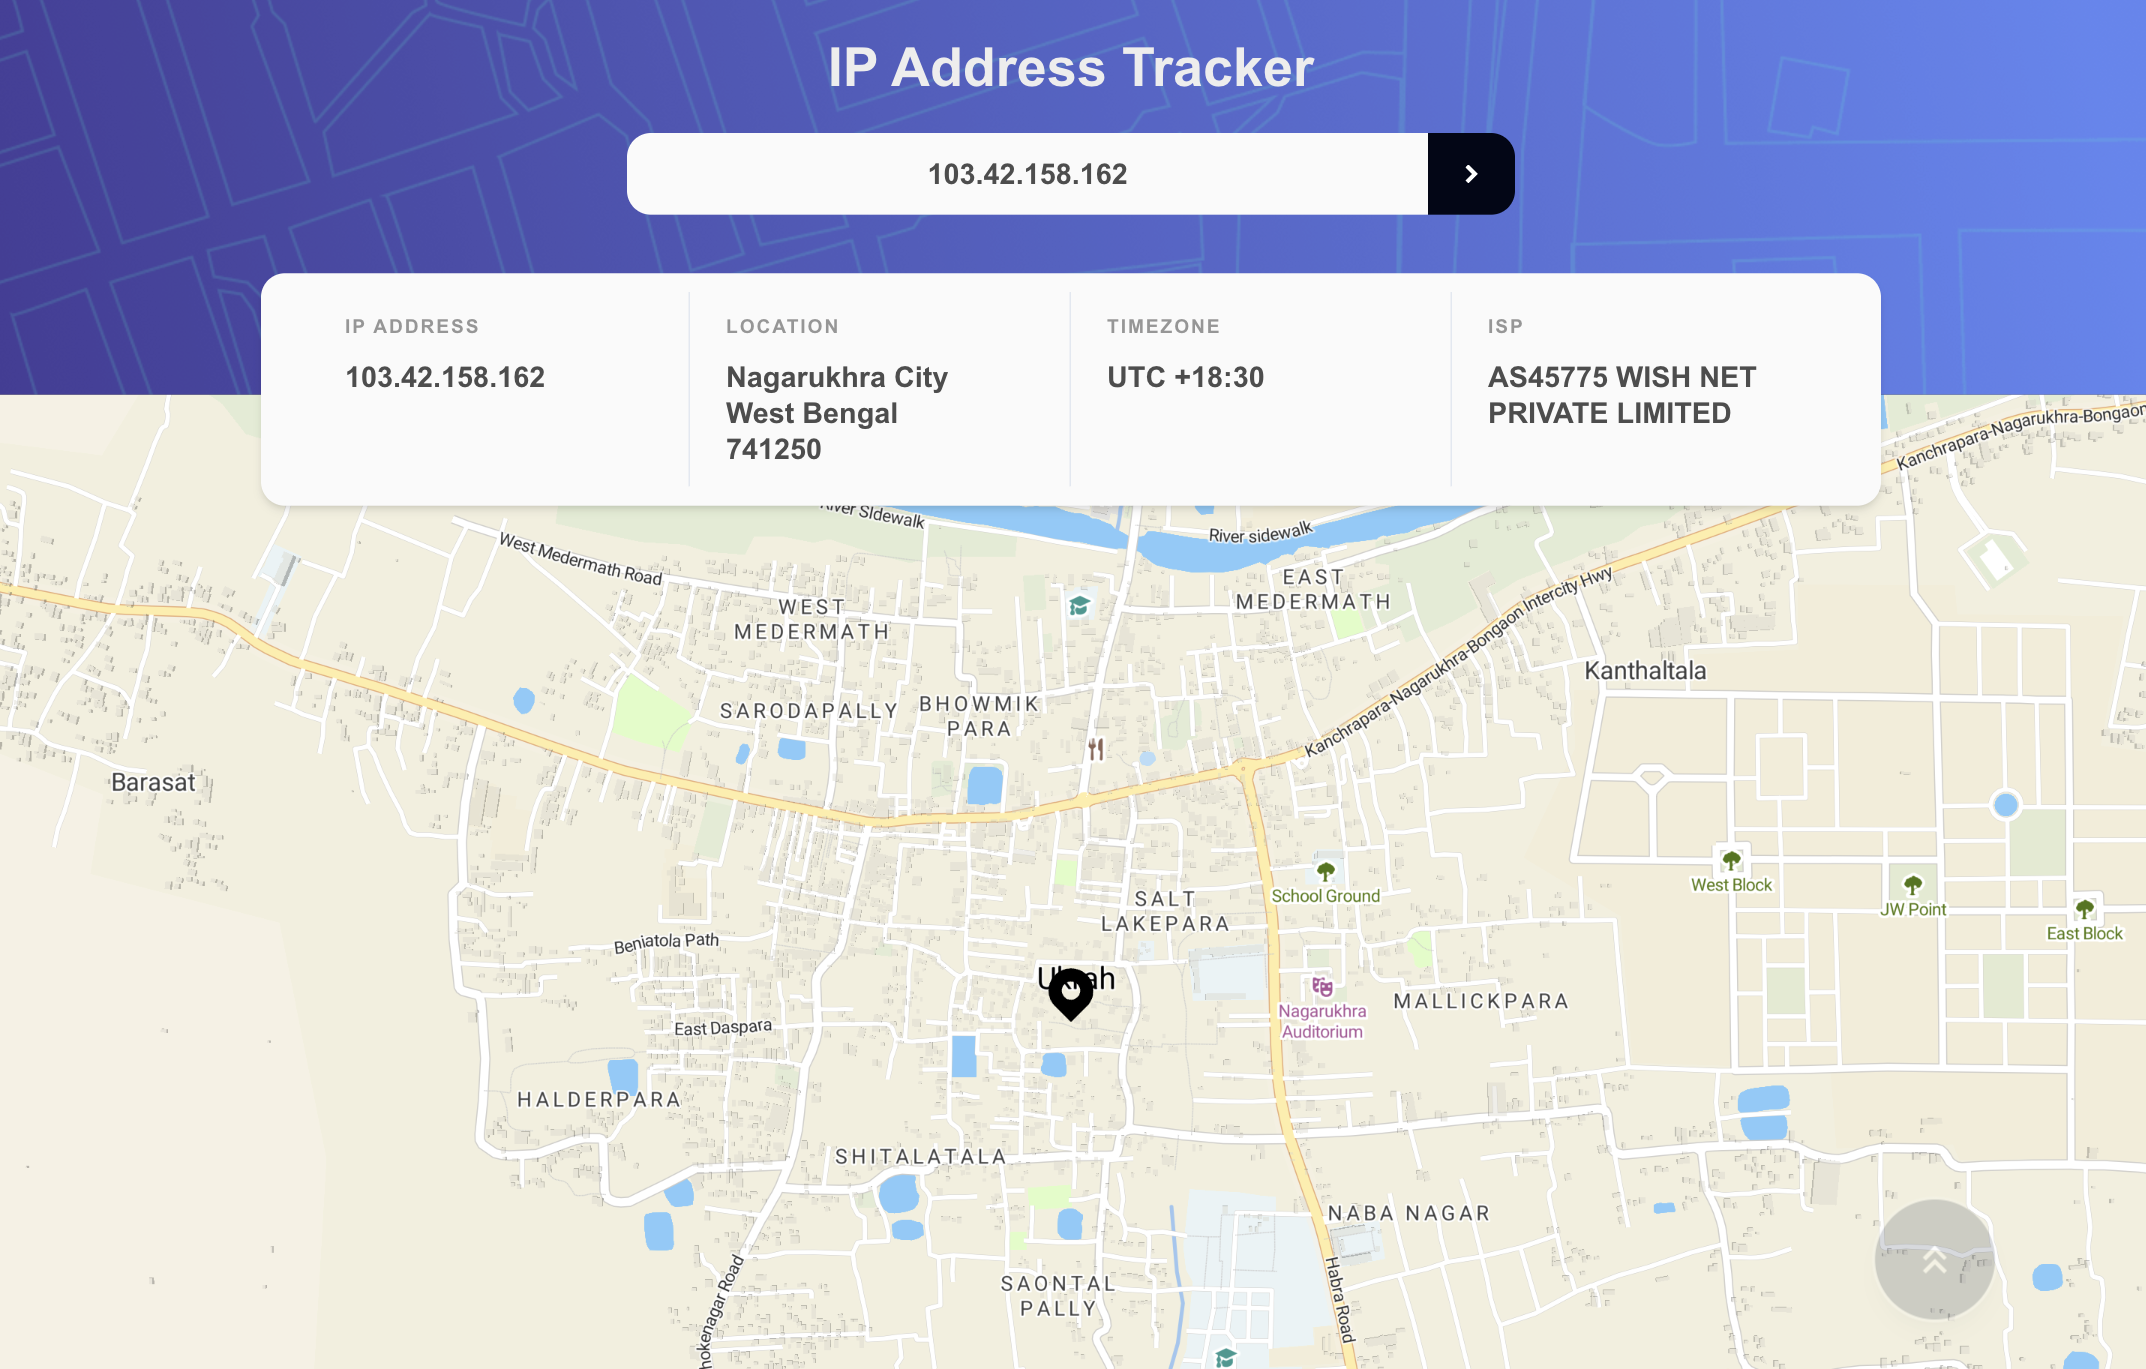 IP Address Tracker
103.42.158.162
IP ADDRESS
103.42.158.162
LOCATION
Nagarukhra City
West Bengal
741250
TIMEZONE
UTC +18:30
ISP
AS45775 WISH NET
PRIVATE LIMITED
Kanchrapara-Nagarukhra-Bongaon
River Sidewalk
River sidewalk
West Medermath Road
EAST
MEDERMATH
WEST
MEDERMATH
Kanchrapara-Nagarukhra-Bongaon Intercity Hwy
Kanthaltala
SARODAPALLY
BHOWMIK
PARA
Barasat
School Ground
West Block
JW Point
East Block
SALT
LAKEPARA
Beniatola Path
MALLICKPARA
Nagarukhra
Auditorium
East Daspara
HALDERPARA
SHITALATALA
NABA NAGAR
SAONTAL
PALLY
Habra Road
hokenagar Road